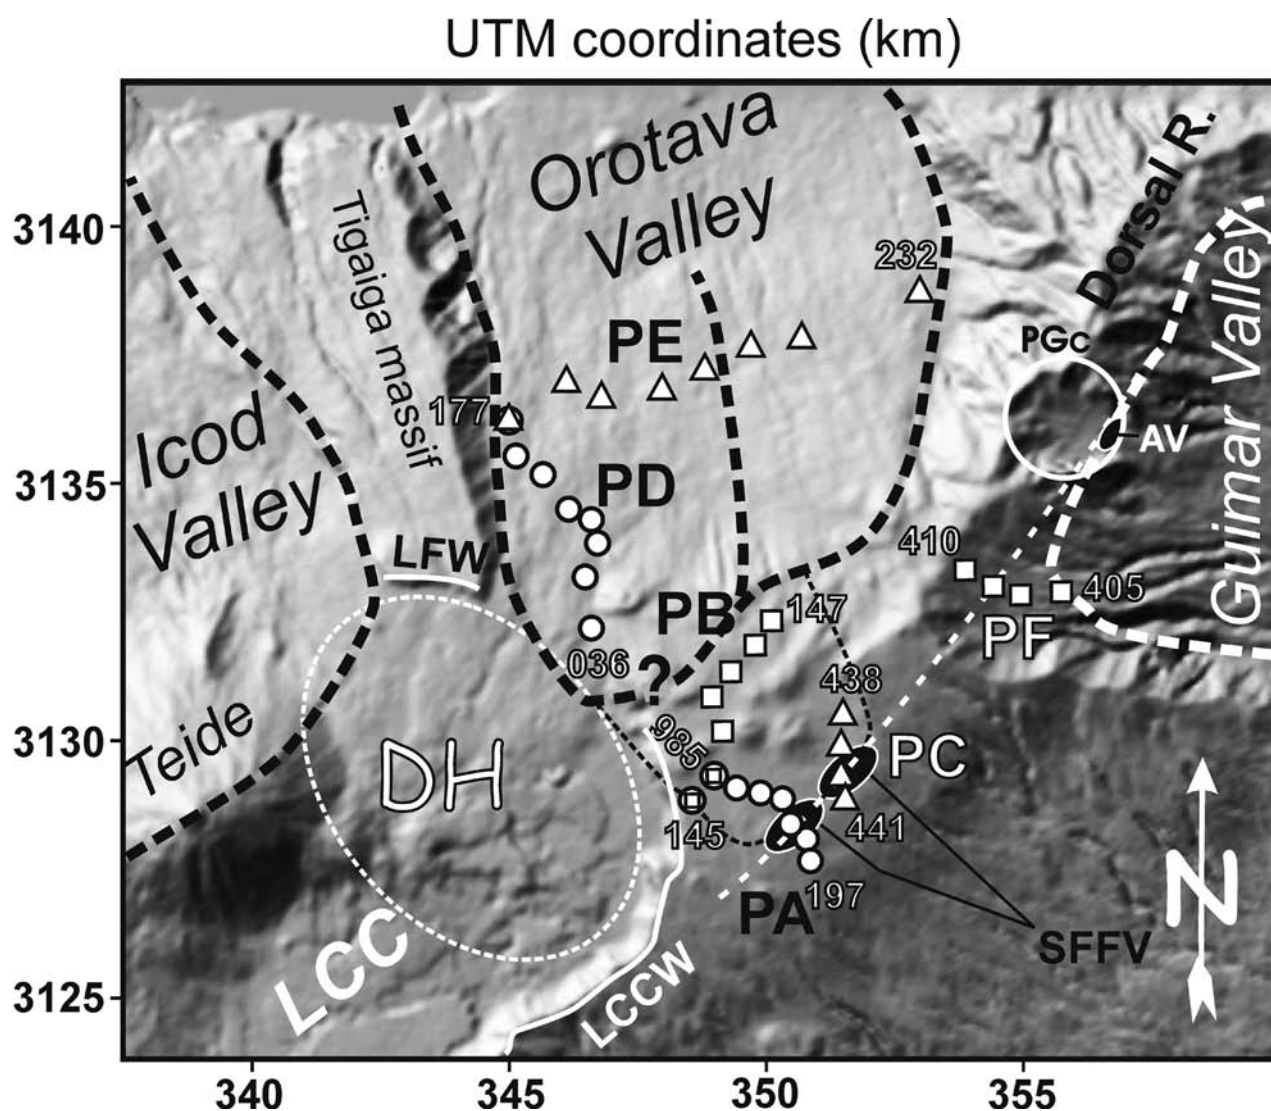 UTM coordinates (km)
Orotava
Valley
Dorsal R.
3140
Tigaiga massif
232
Guimar Valley
PGC
PE
177
AV
Icod
Valley
3135
PD
LFW
410
405
PB
147
PF
036
?
438
Teide
3130
985
PC
DH
145
441
PA
197
SFFV
N
LCC
LCCW
3125
340
345
350
355